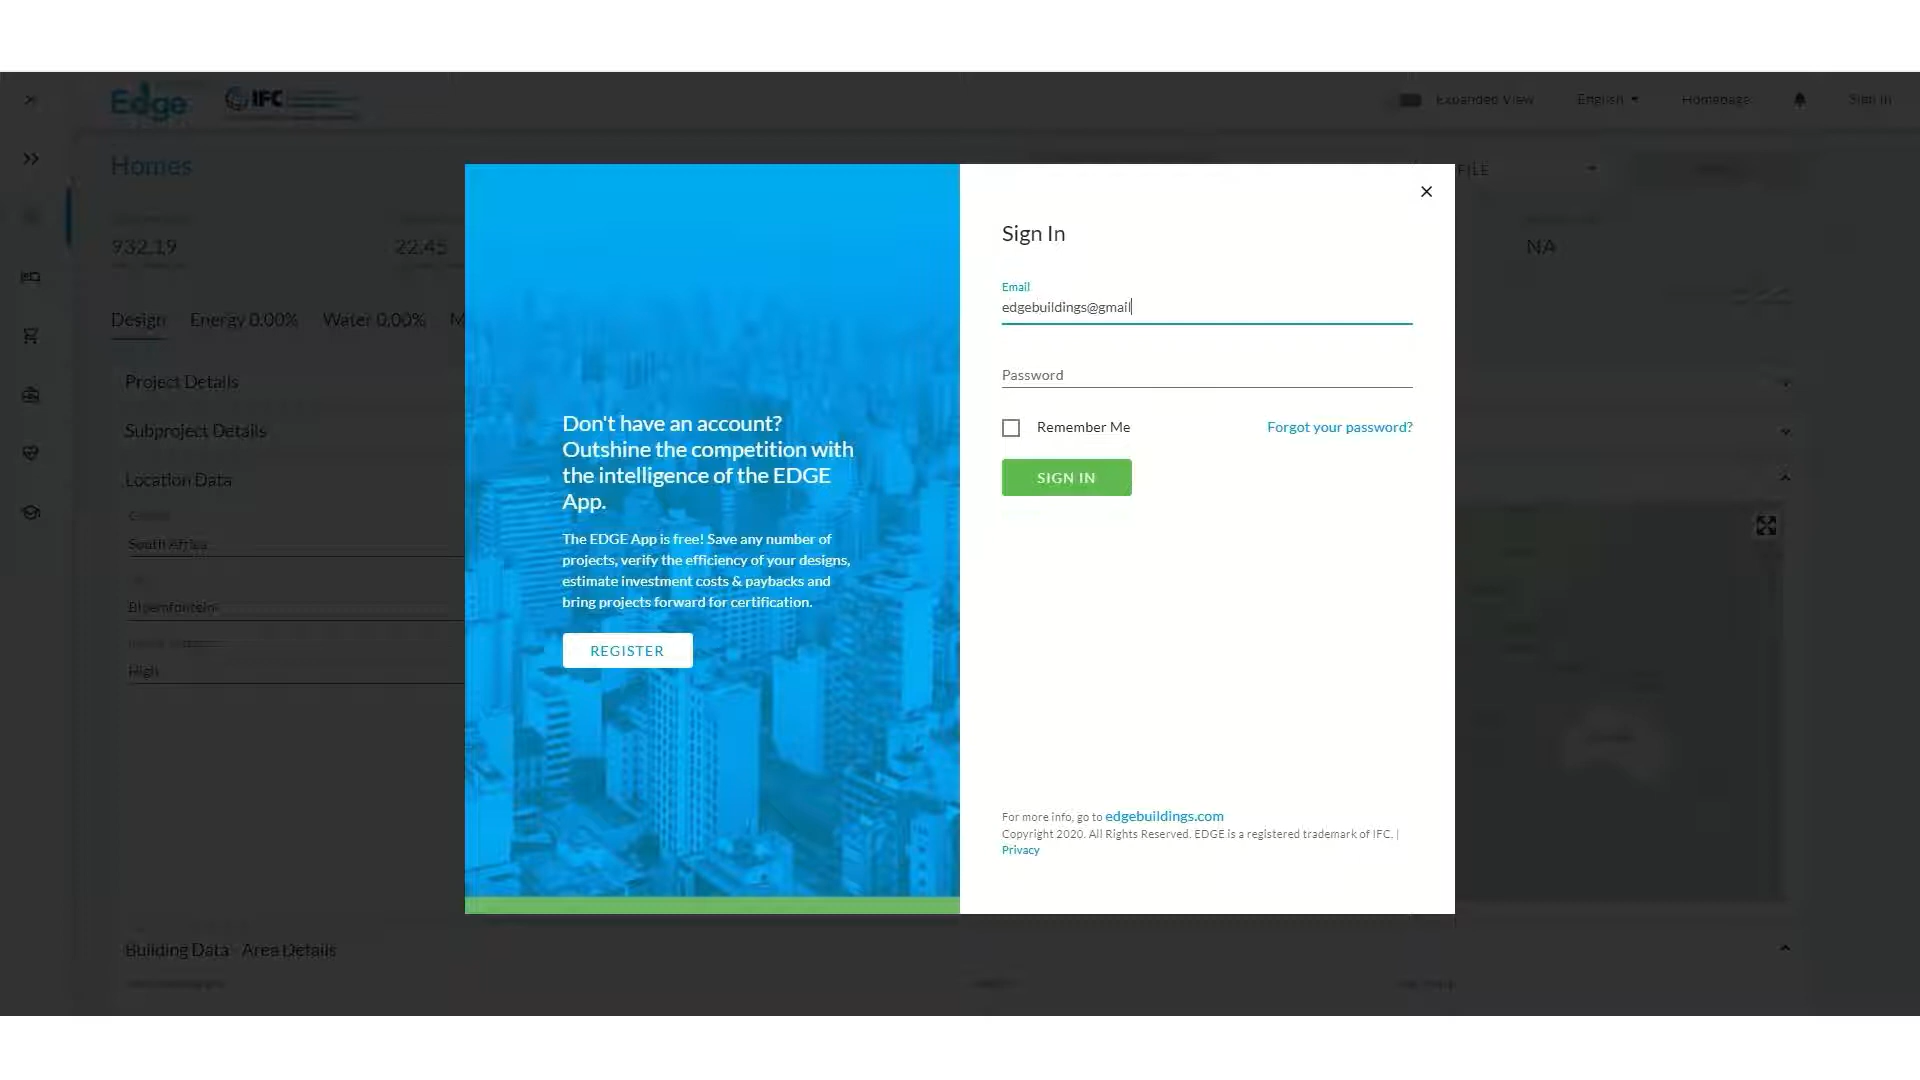 Edge
IFC
Expanded View
English
Homepage
Sign In
Homes
FILE
932.19
22.45
NA
Design
Energy 0.00%
Water 0.00%
M
Project Details
Subproject Details
Location Data
South Africa
Bloemfontein
High
Building Data - Area Details
Don't have an account?
Outshine the competition with
the intelligence of the EDGE
App.
The EDGE App is free! Save any number of
projects, verify the efficiency of your designs,
estimate investment costs & paybacks and
bring projects forward for certification.
REGISTER
Sign In
Email
edgebuildings@gmail
Password
Remember Me
Forgot your password?
SIGN IN
For more info, go to edgebuildings.com
Copyright 2020. All Rights Reserved. EDGE is a registered trademark of IFC. |
Privacy